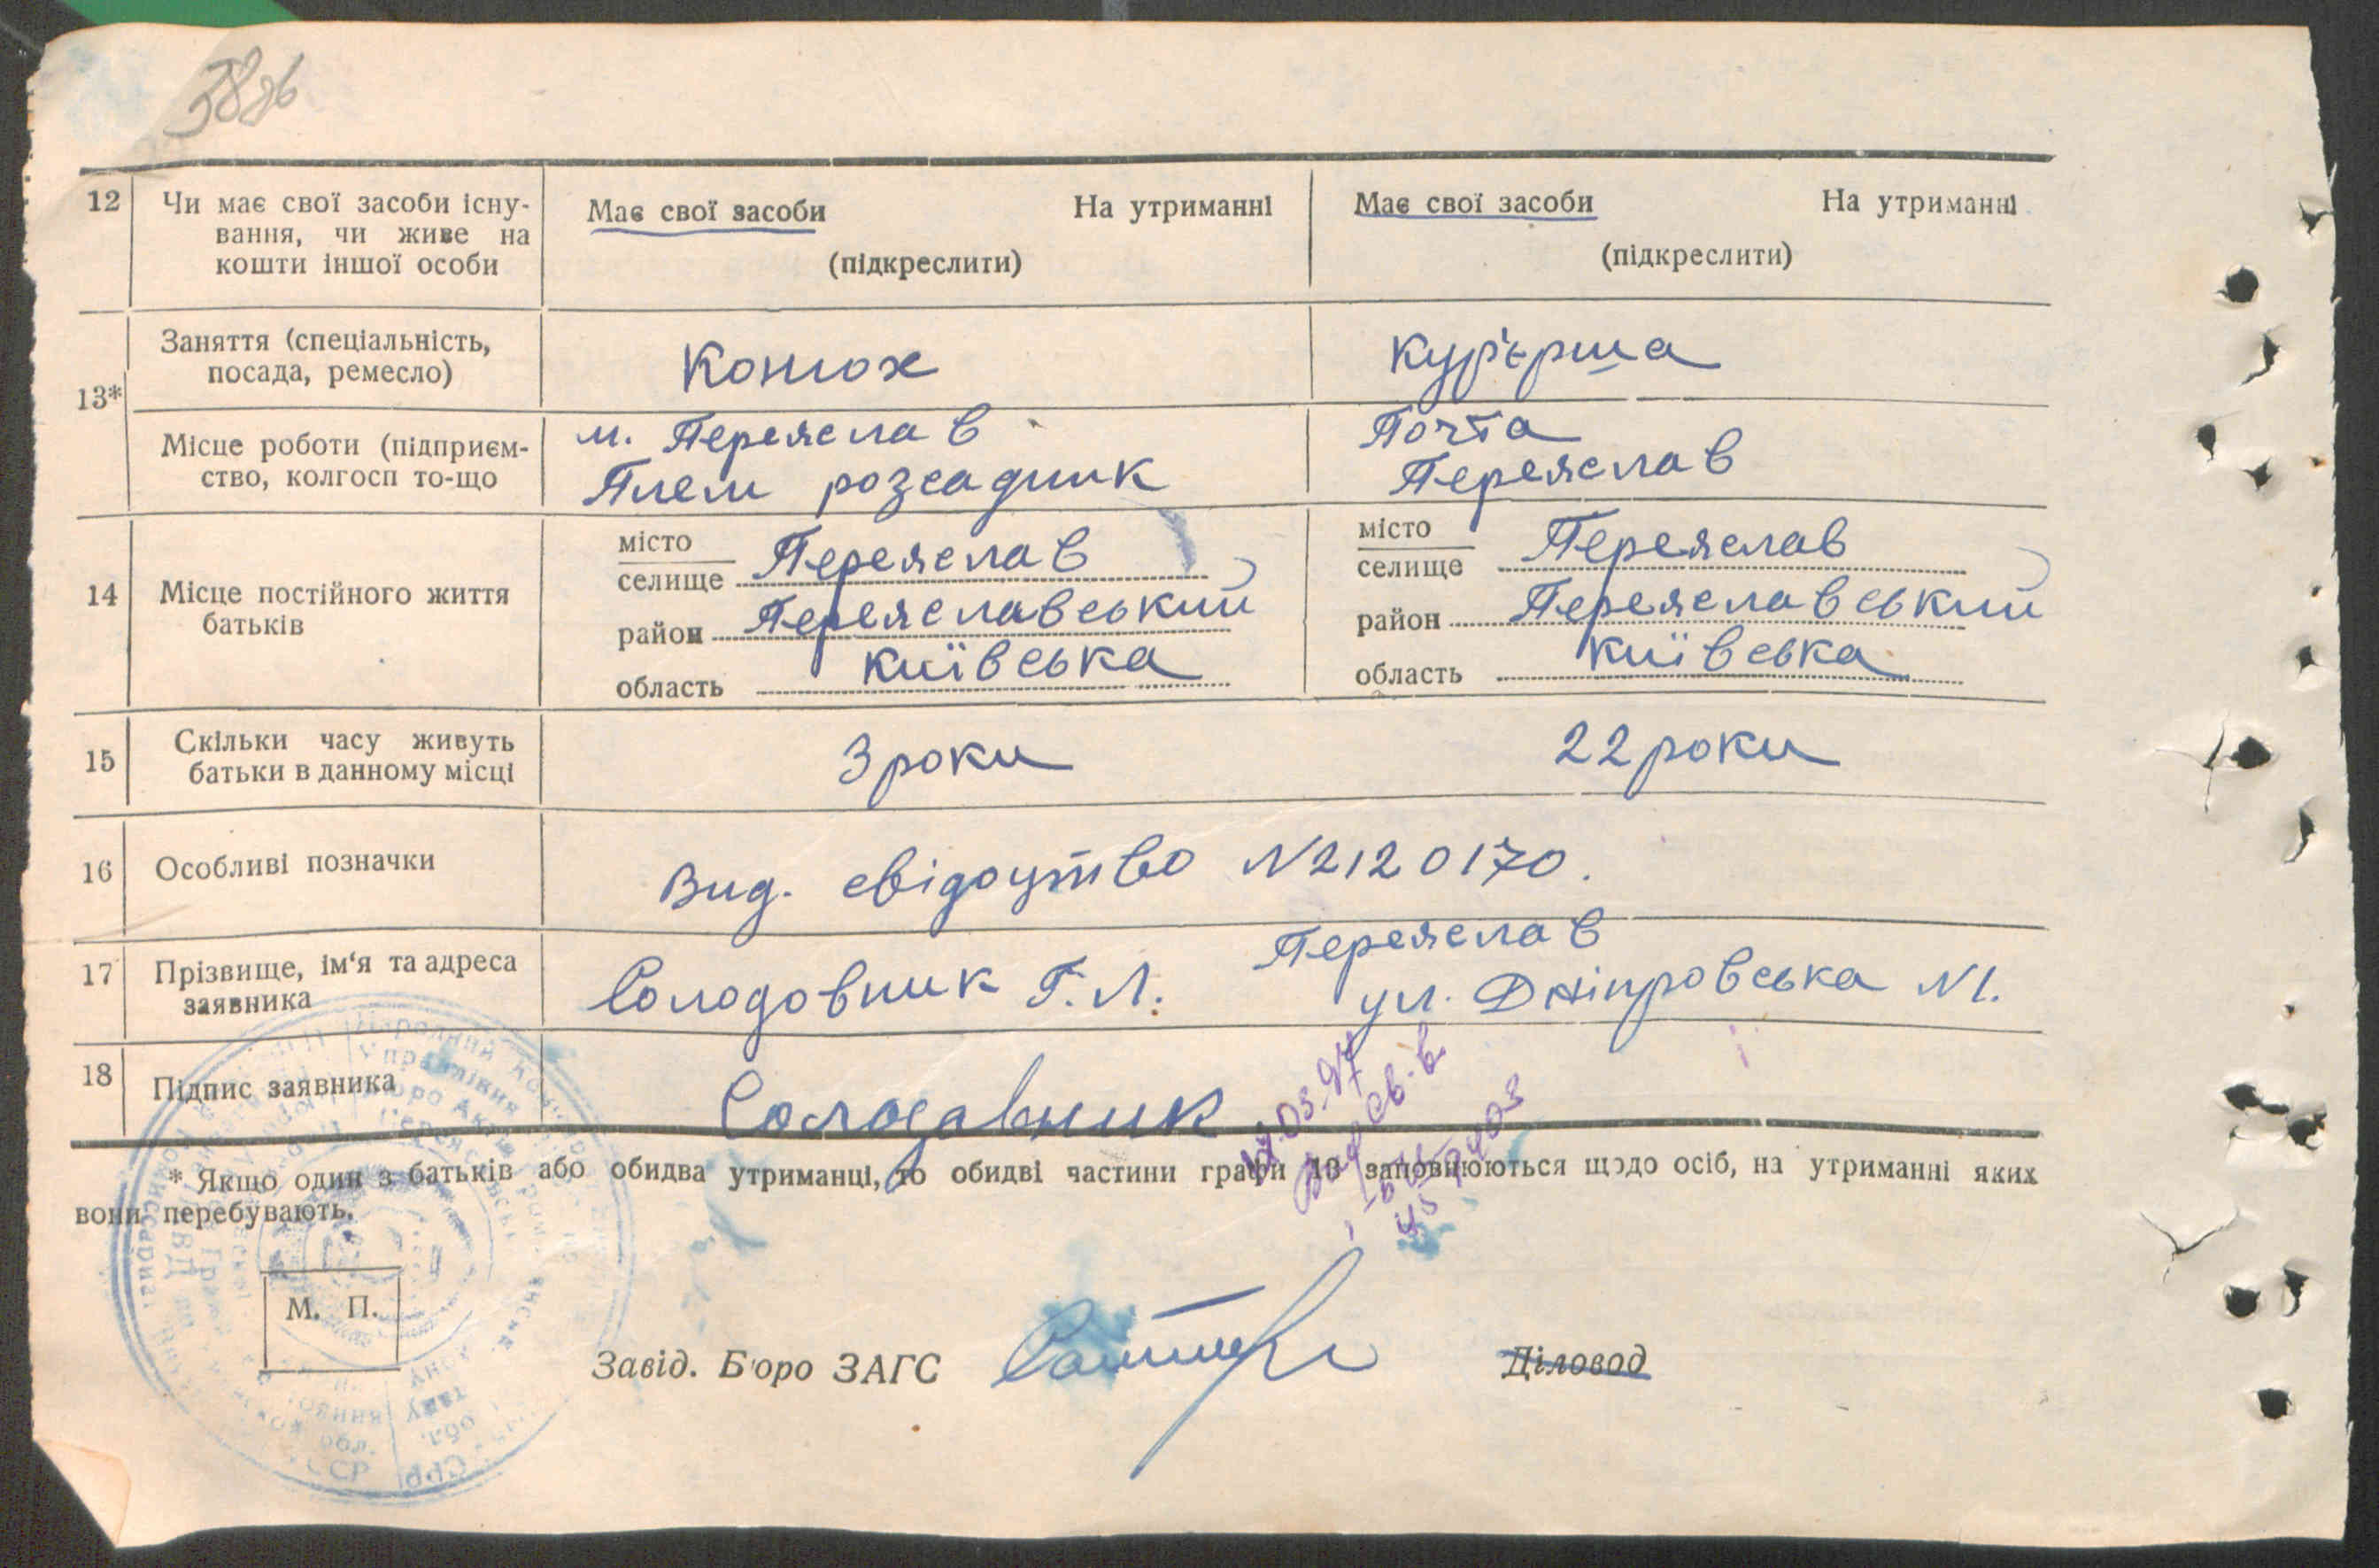 12 Чи має свої засоби існу-
вання, чи живе на
кошти іншої особи
Має свої засоби На утриманні
(підкреслити)
Має свої засоби На утриманні
(підкреслити)
13*
Заняття (спеціальність,
посада, ремесло)
Конюх
Кур'єрша
Місце роботи (підприєм-
ство, колгосп то-що
м. Переяслав
Плем розсадник
Почта
Переяслав
14 Місце постійного життя
батьків
місто
селище Переяслав
район Переяславський
область Київська
місто
селище Переяслав
район Переяславський
область Київська
15 Скільки часу живуть
батьки в данному місці
3 роки
22 роки
16 Особливі позначки
Вид. свідоцтво N2120170.
17 Прізвище, ім'я та адреса
заявника
Солодовник Г. Л.
Переяслав
ул. Дніпровська N1.
18 Підпис заявника
Солодавник
* Якщо один з батьків або обидва утриманці, то обидві частини графи 13 заповнюються щодо осіб, на утриманні яких
вони перебувають.
М. П.
Завід. Б'юро ЗАГС
Діловод